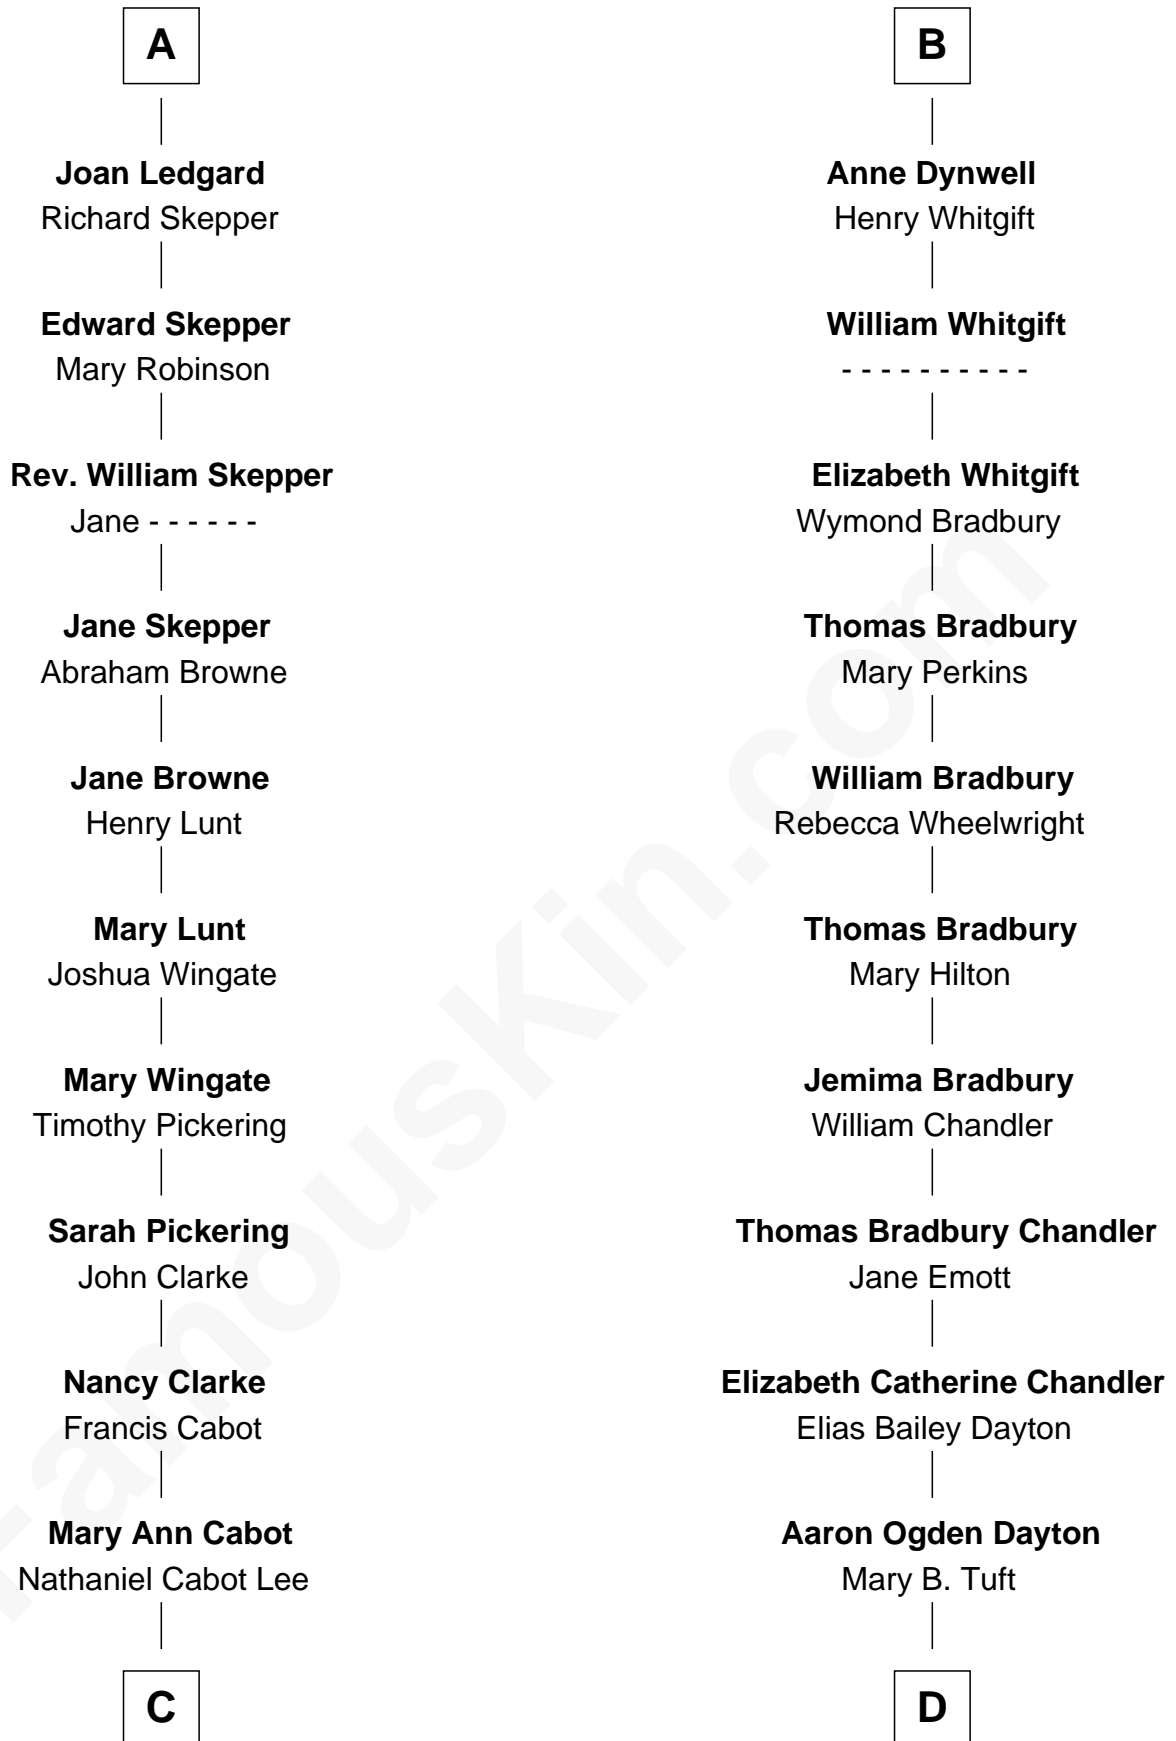 A
Joan Ledgard
Richard Skepper
Edward Skepper
Mary Robinson
Rev. William Skepper
Jane - - - - - -
Jane Skepper
Abraham Browne
Jane Browne
Henry Lunt
Mary Lunt
Joshua Wingate
Mary Wingate
Timothy Pickering
Sarah Pickering
John Clarke
Nancy Clarke
Francis Cabot
Mary Ann Cabot
Nathaniel Cabot Lee
C
B
Anne Dynwell
Henry Whitgift
William Whitgift
- - - - - - - - - -
Elizabeth Whitgift
Wymond Bradbury
Thomas Bradbury
Mary Perkins
William Bradbury
Rebecca Wheelwright
Thomas Bradbury
Mary Hilton
Jemima Bradbury
William Chandler
Thomas Bradbury Chandler
Jane Emott
Elizabeth Catherine Chandler
Elias Bailey Dayton
Aaron Ogden Dayton
Mary B. Tuft
D
FamousKin.com